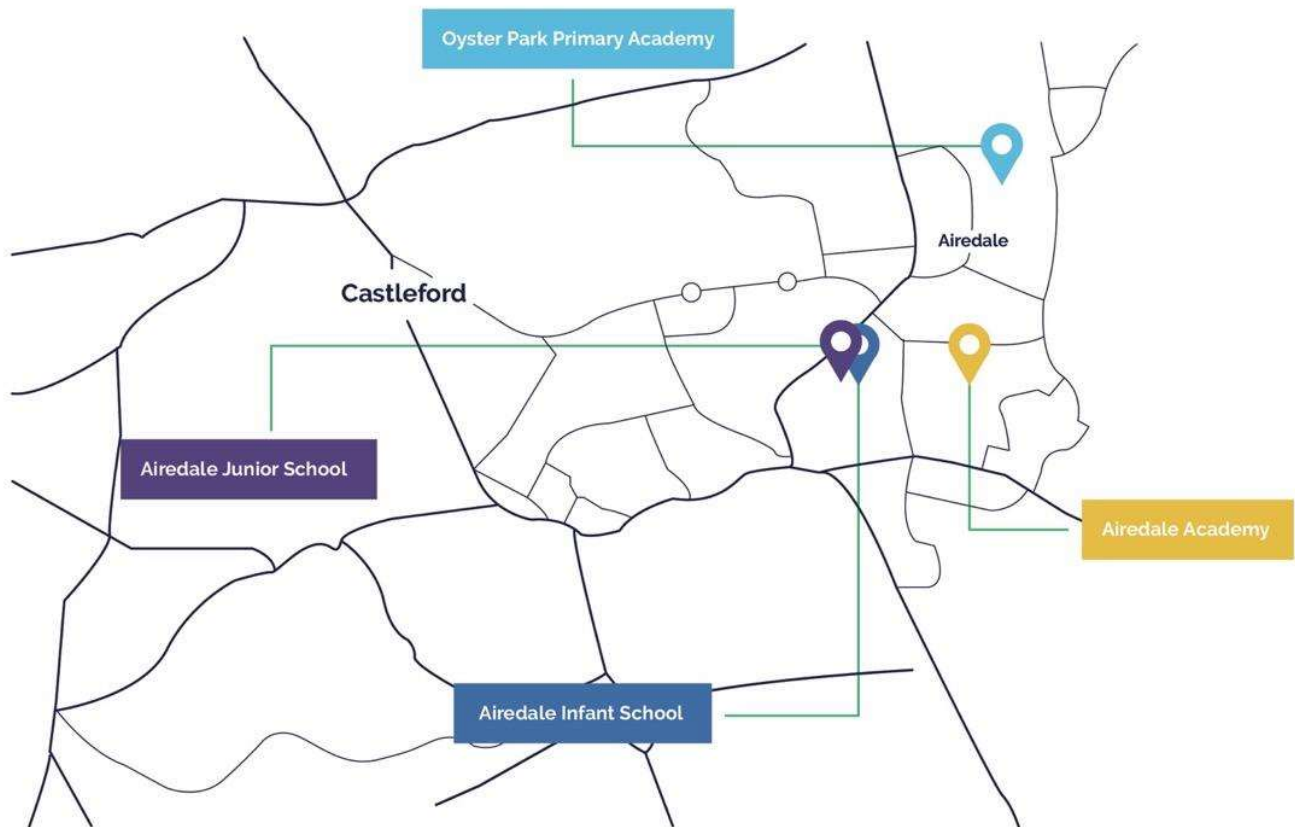 Oyster Park Primary Academy
Airedale
Castleford
Airedale Junior School
Airedale Academy
Airedale Infant School